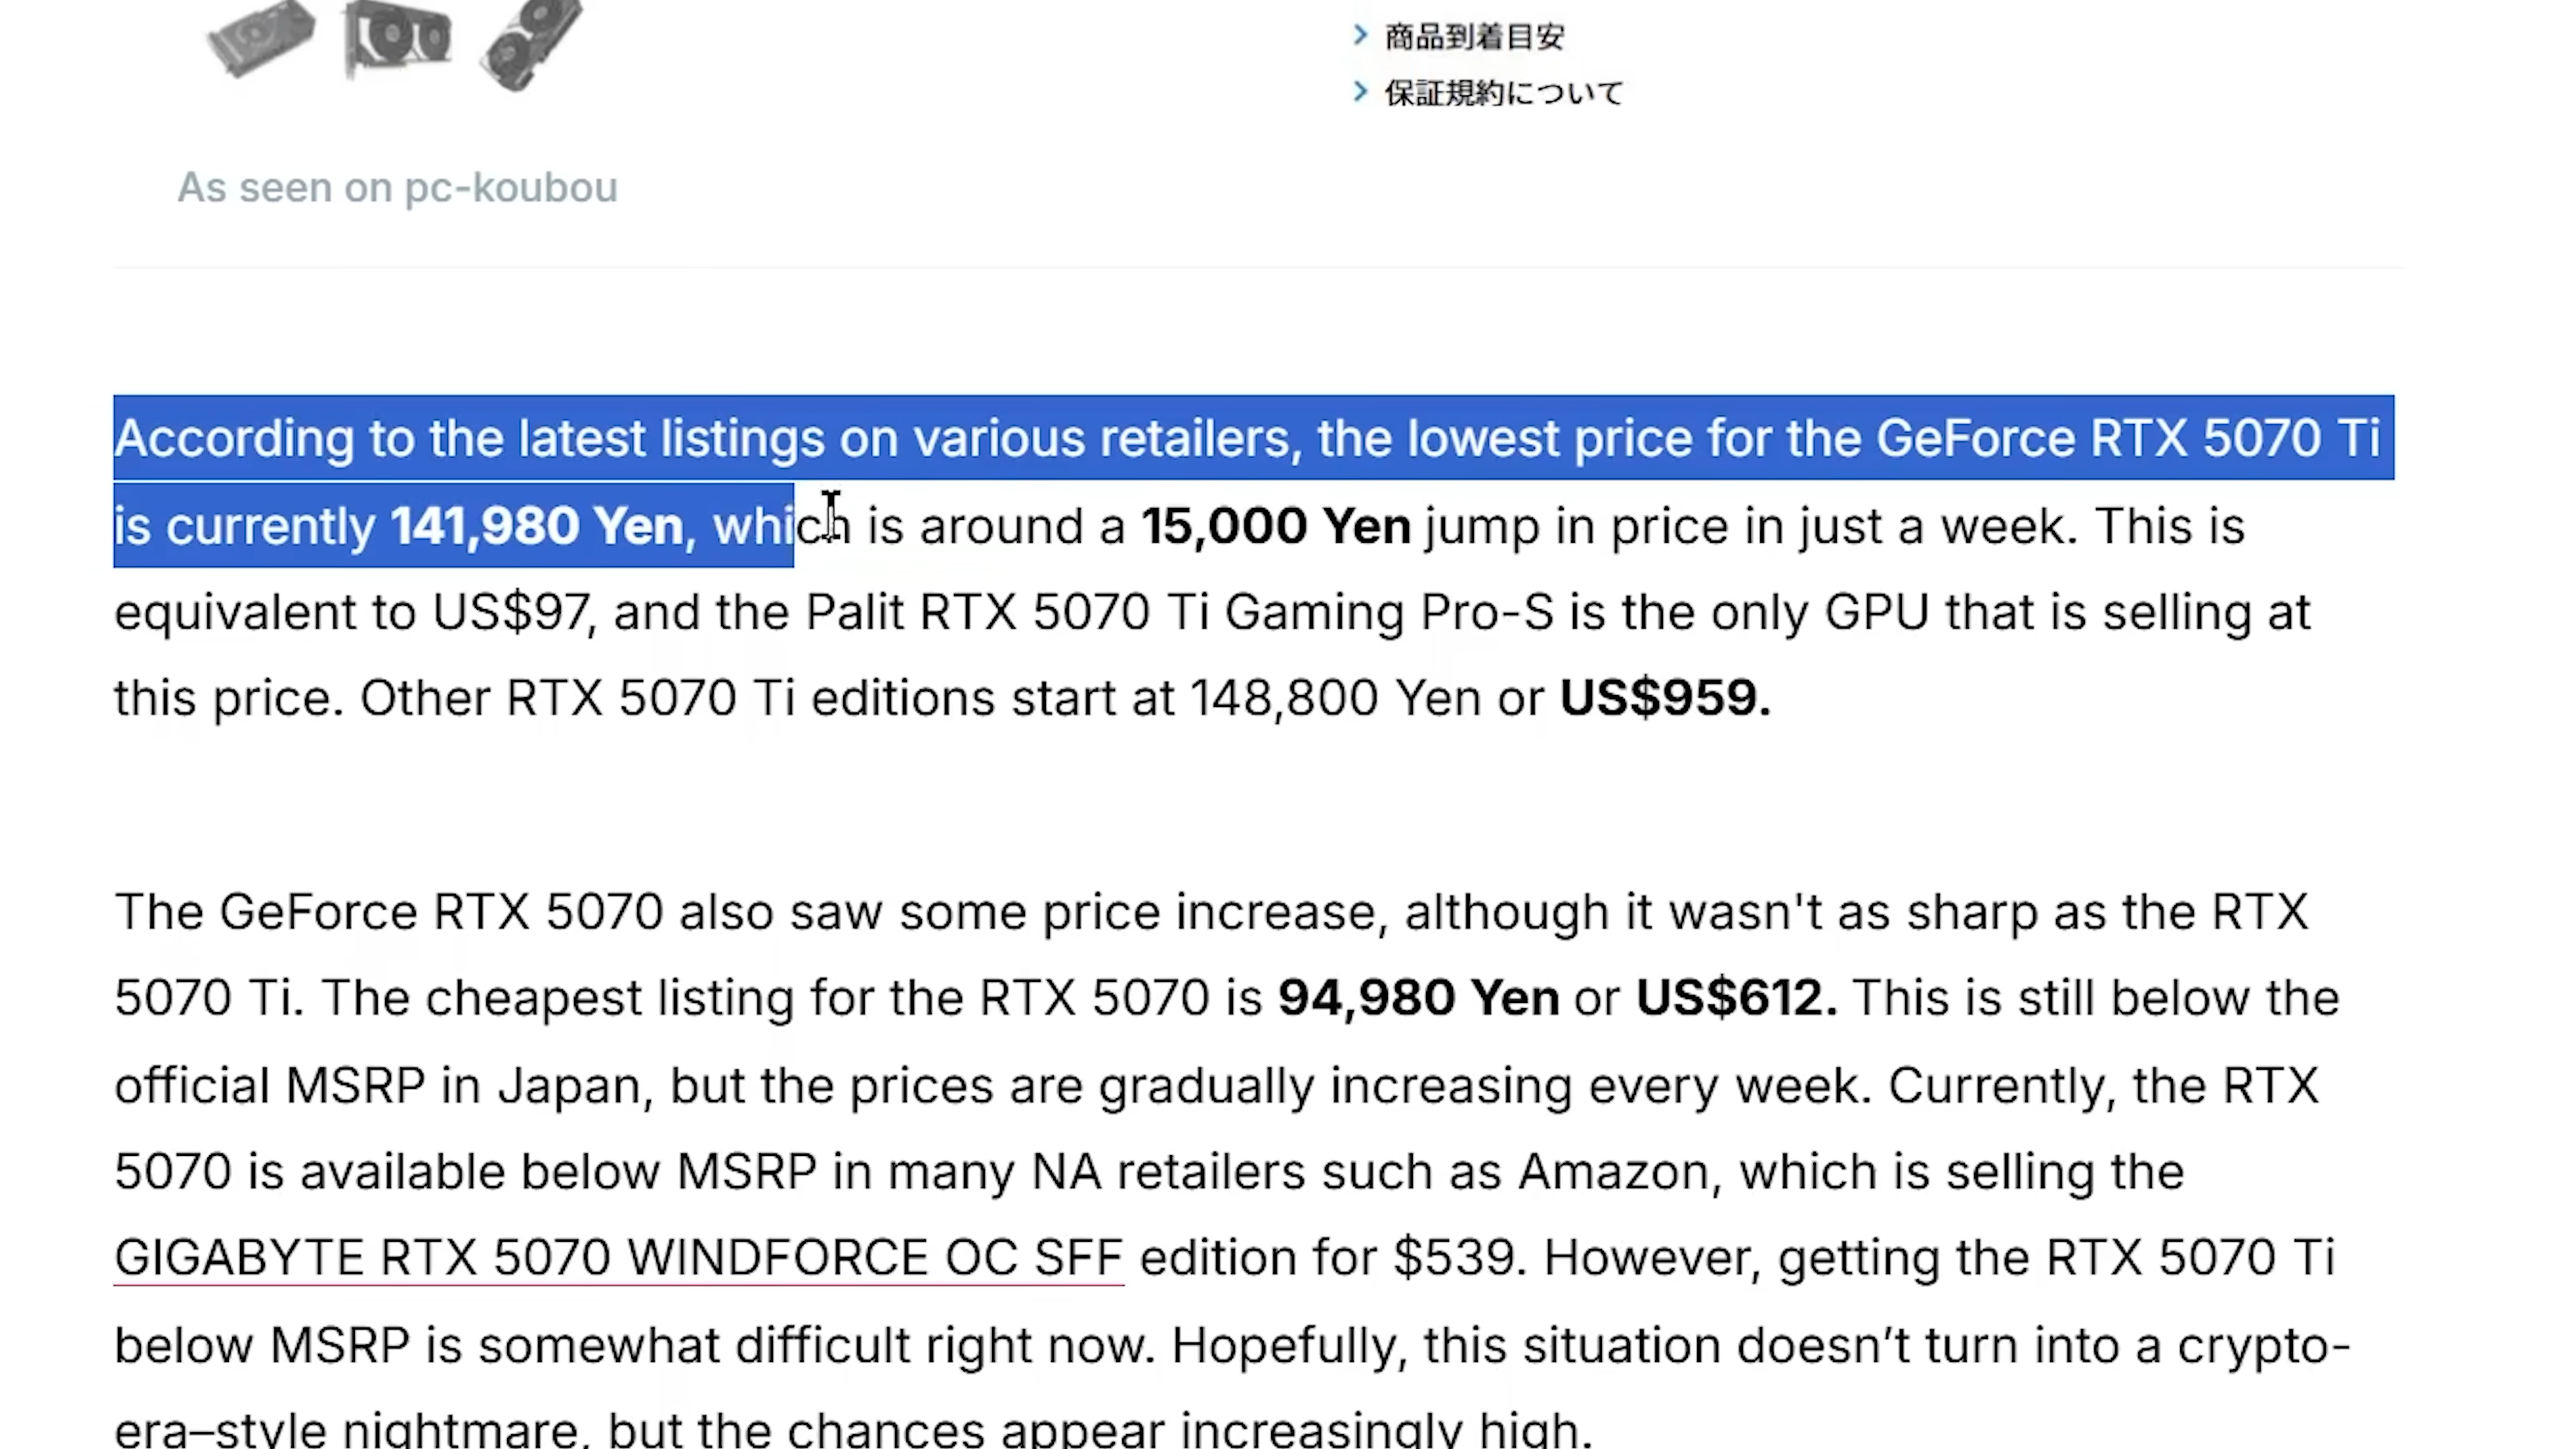 商品到着目安
保証規約について
As seen on pc-koubou
According to the latest listings on various retailers, the lowest price for the GeForce RTX 5070 Ti
is currently 141,980 Yen, which is around a 15,000 Yen jump in price in just a week. This is
equivalent to US$97, and the Palit RTX 5070 Ti Gaming Pro-S is the only GPU that is selling at
this price. Other RTX 5070 Ti editions start at 148,800 Yen or US$959.
The GeForce RTX 5070 also saw some price increase, although it wasn't as sharp as the RTX
5070 Ti. The cheapest listing for the RTX 5070 is 94,980 Yen or US$612. This is still below the
official MSRP in Japan, but the prices are gradually increasing every week. Currently, the RTX
5070 is available below MSRP in many NA retailers such as Amazon, which is selling the
GIGABYTE RTX 5070 WINDFORCE OC SFF edition for $539. However, getting the RTX 5070 Ti
below MSRP is somewhat difficult right now. Hopefully, this situation doesn’t turn into a crypto-
era–style nightmare, but the chances appear increasingly high.